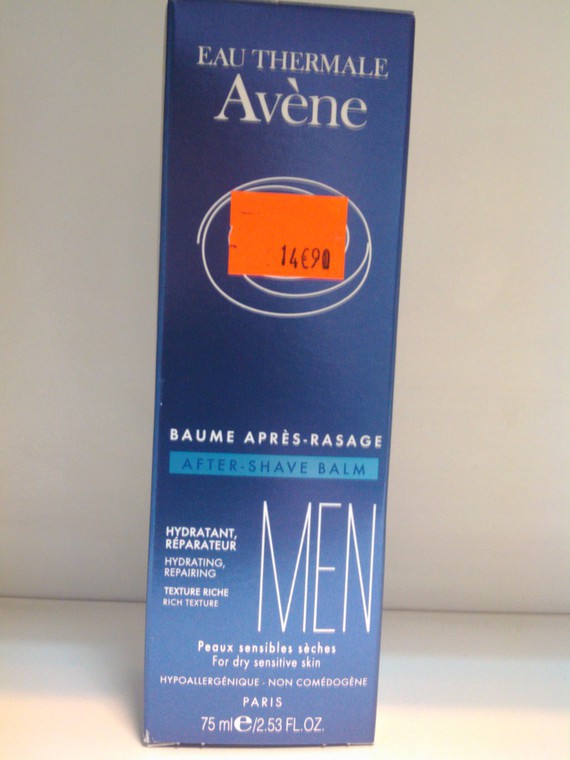 EAU THERMALE
Avène
14€90
BAUME APRÈS-RASAGE
AFTER-SHAVE BALM
MEN
HYDRATANT,
RÉPARATEUR
HYDRATING,
REPAIRING
TEXTURE RICHE
RICH TEXTURE
Peaux sensibles sèches
For dry sensitive skin
HYPOALLERGÉNIQUE - NON COMÉDOGÈNE
PARIS
75 ml℮/2.53 FL.OZ.